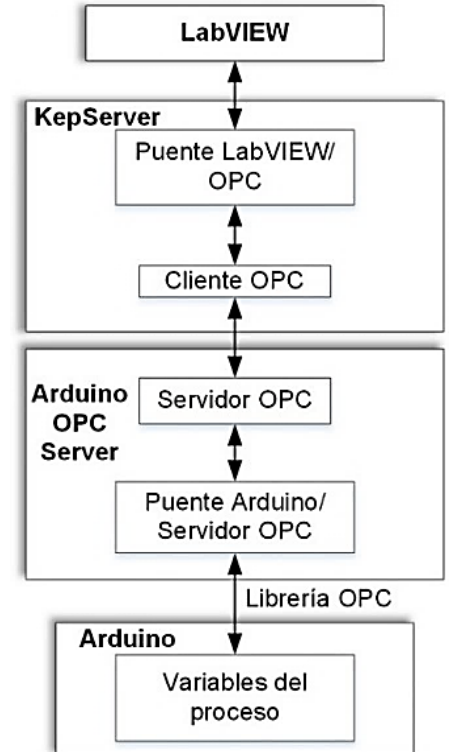 LabVIEW
KepServer
Puente LabVIEW/
OPC
Cliente OPC
Arduino
OPC
Server
Servidor OPC
Puente Arduino/
Servidor OPC
Librería OPC
Arduino
Variables del
proceso